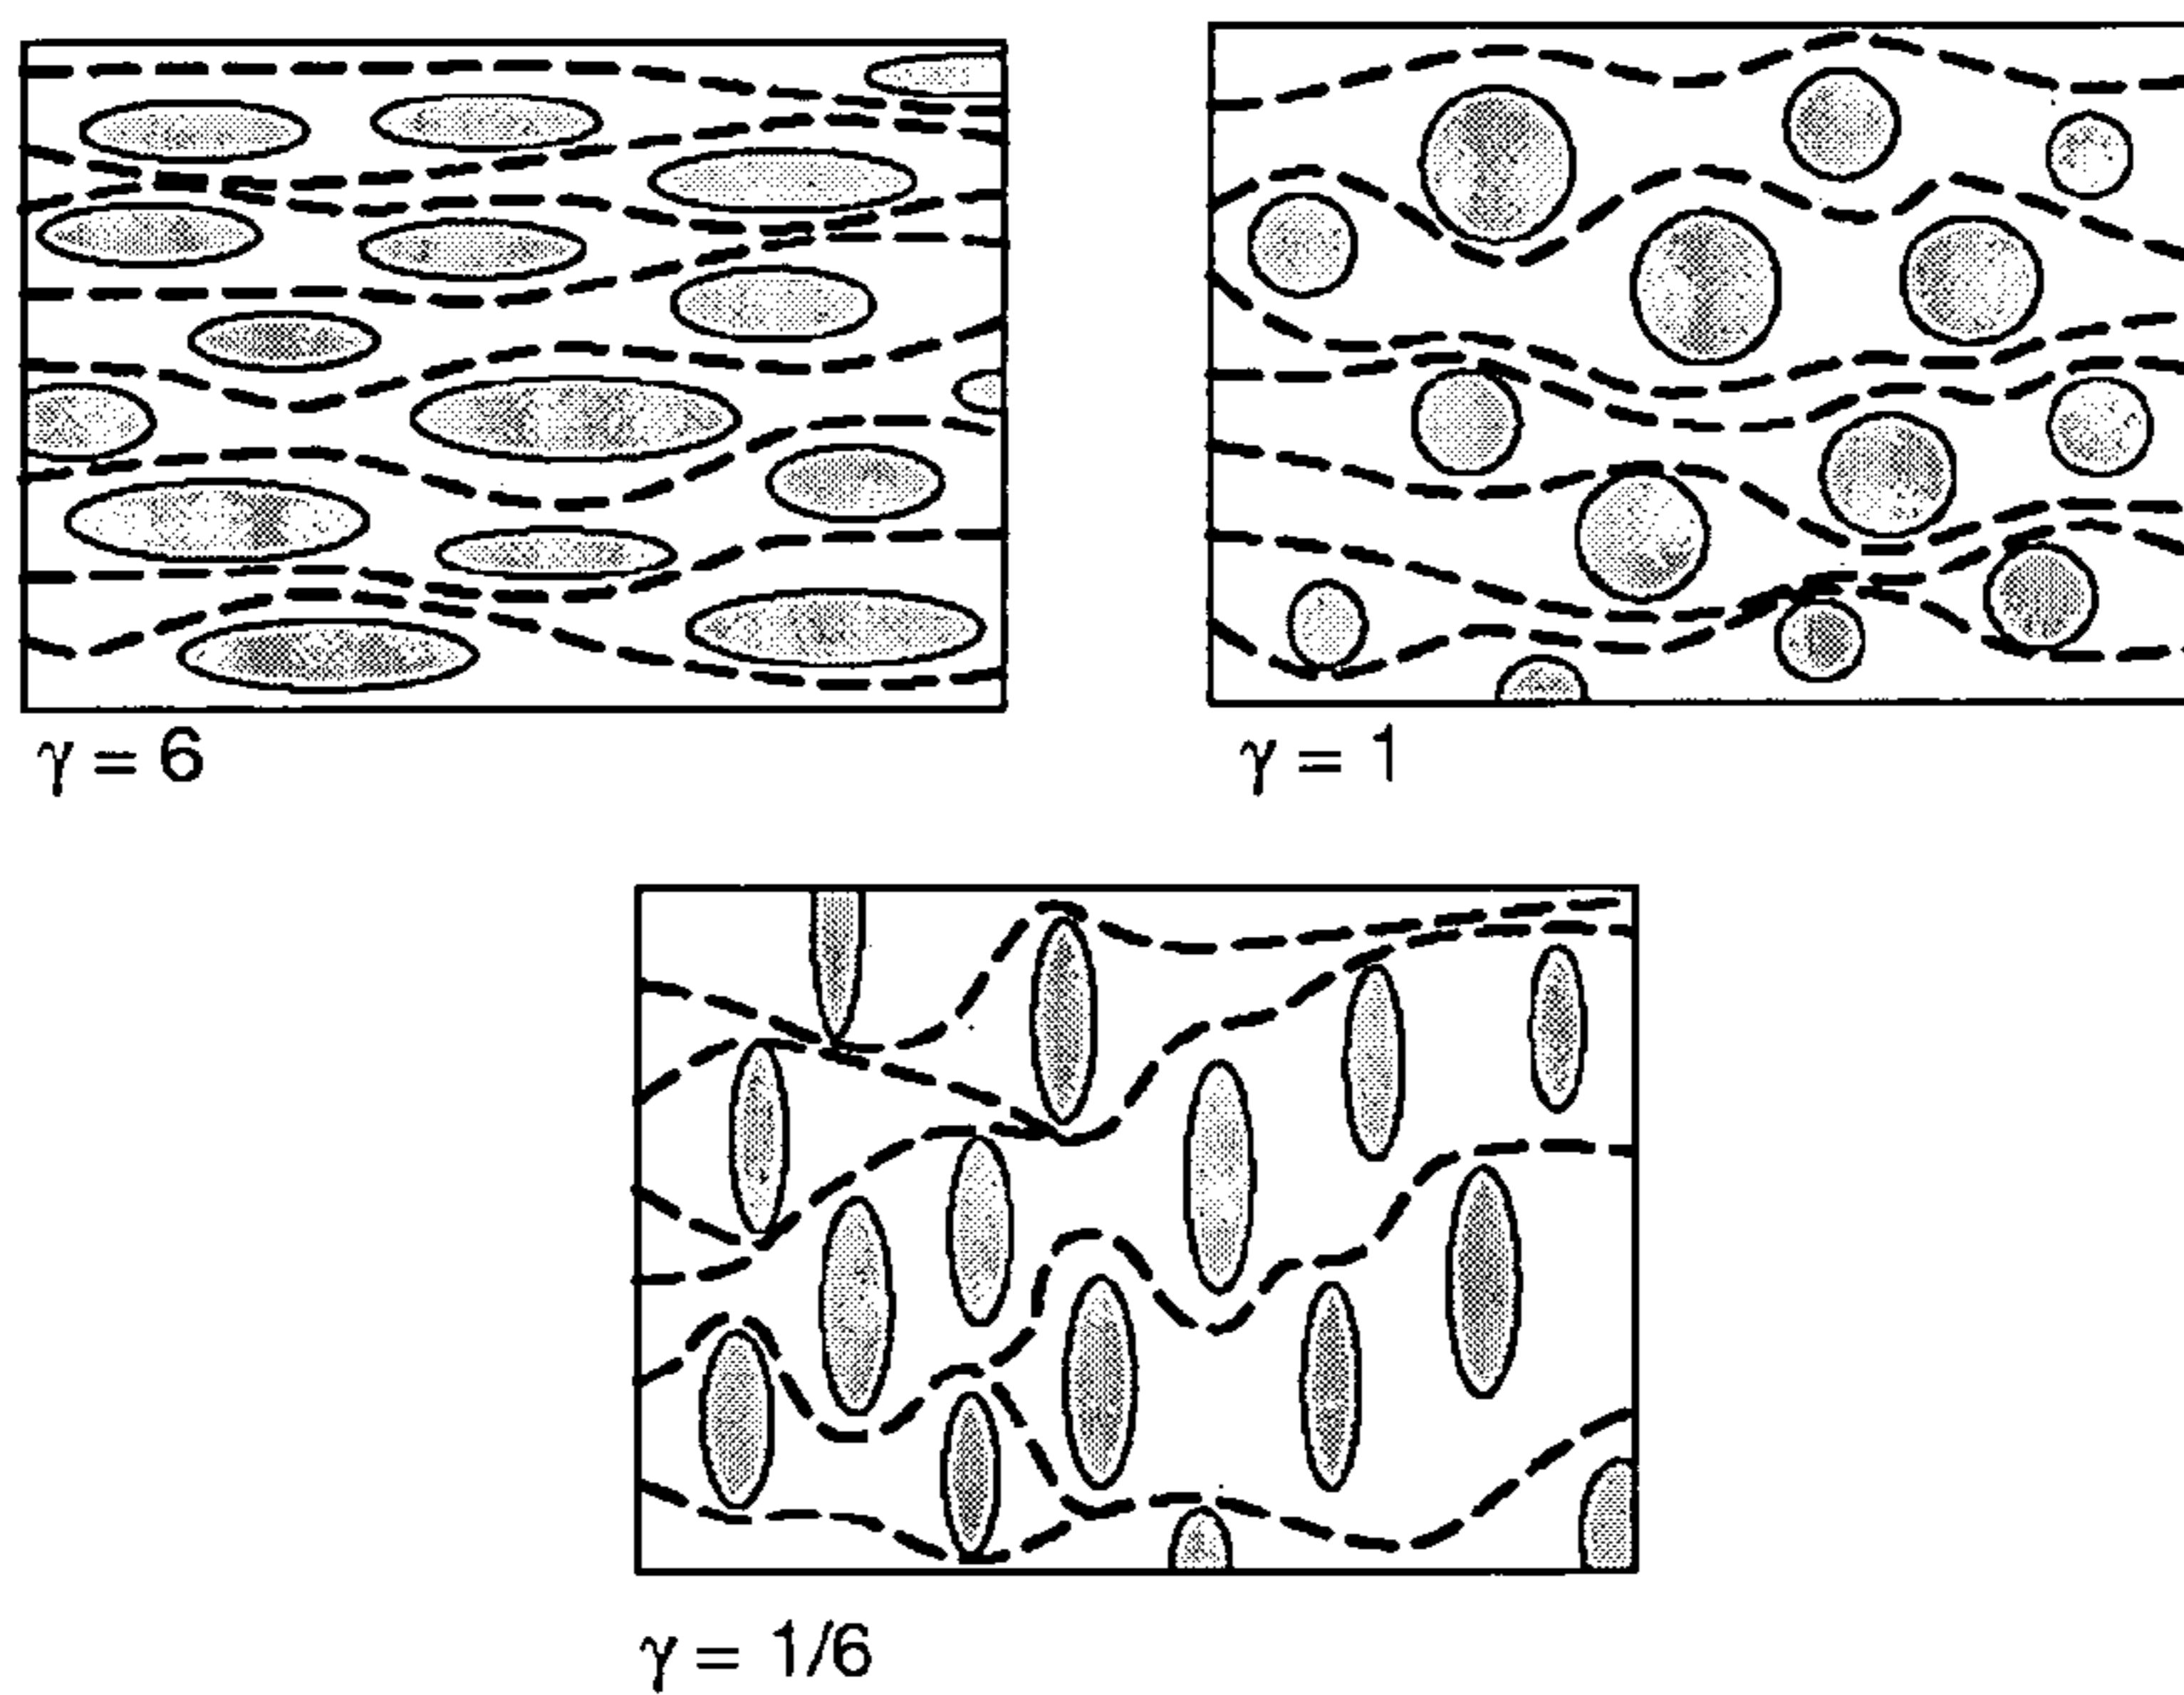 γ = 6
γ = 1
γ = 1/6